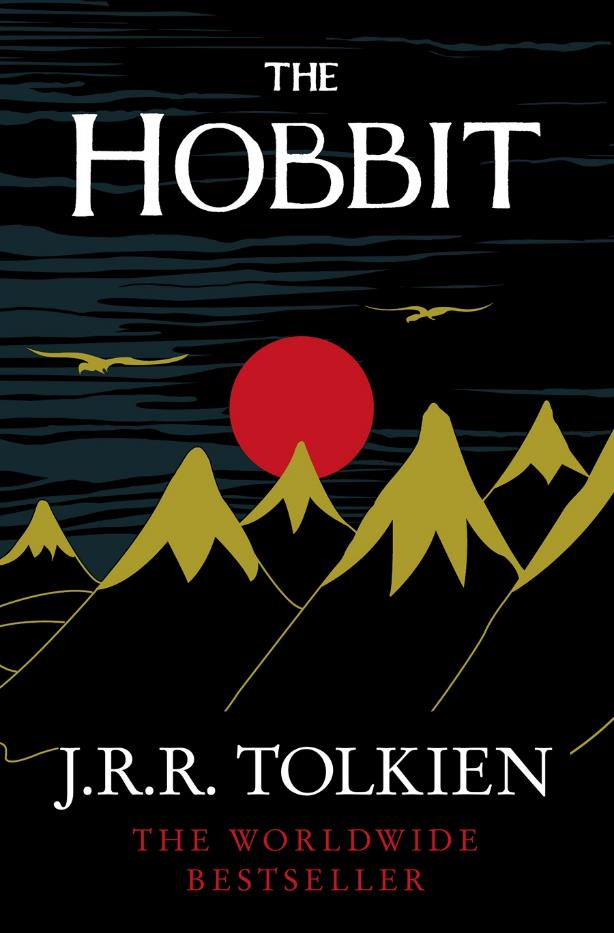 THE
HOBBIT
J.R.R. TOLKIEN
THE WORLDWIDE
BESTSELLER